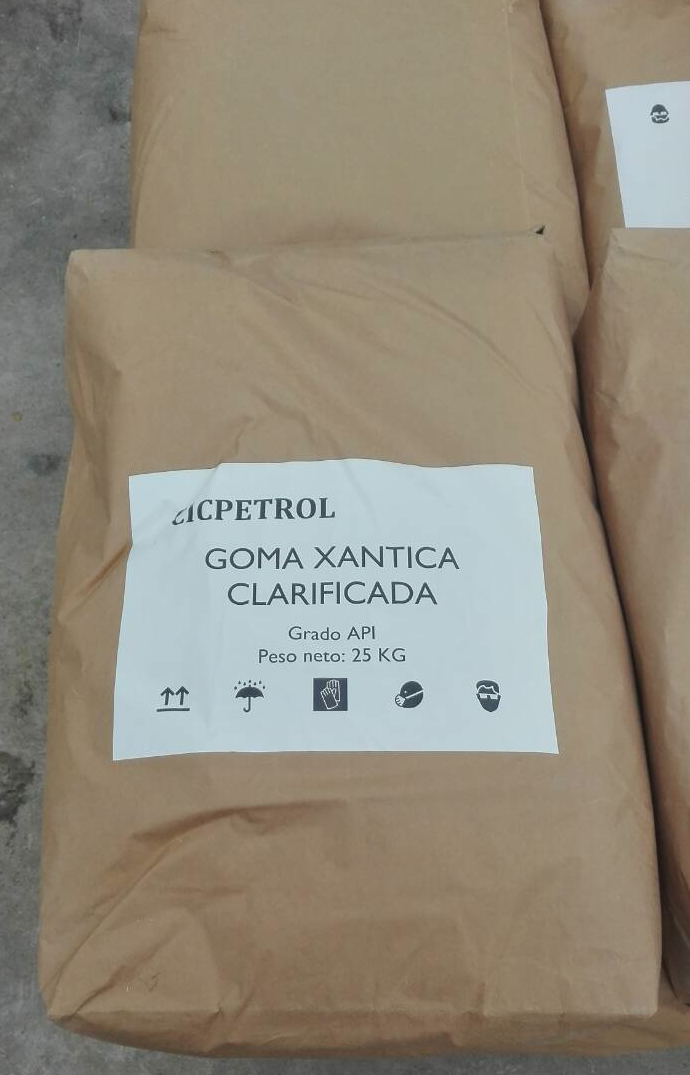 CICPETROL
GOMA XANTICA
CLARIFICADA
Grado API
Peso neto: 25 KG